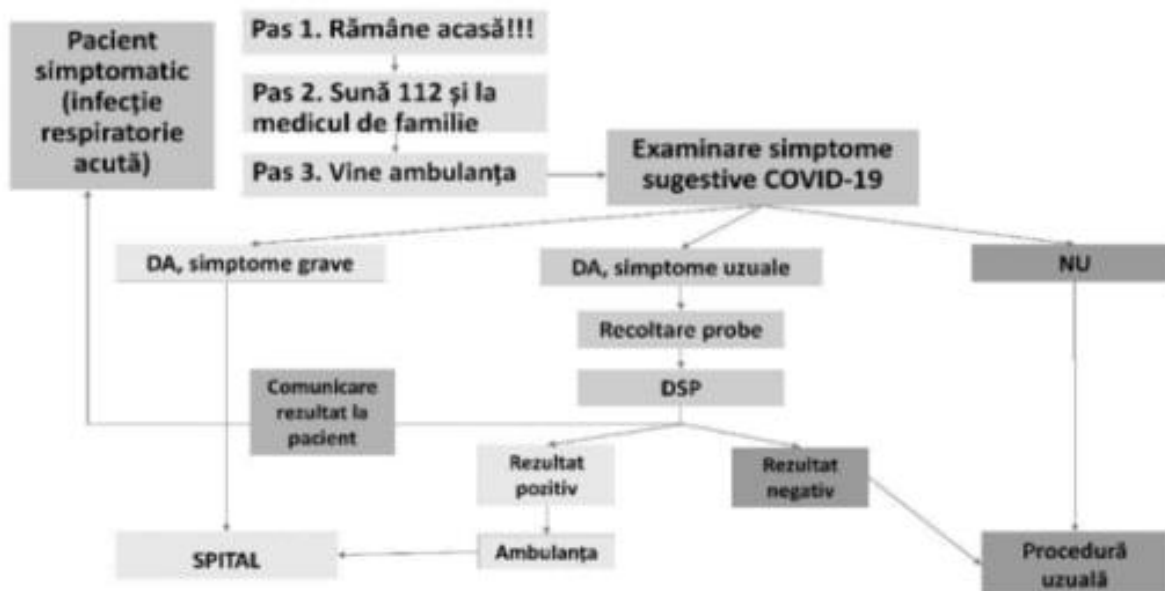 Pacient
simptomatic
(infecție
respiratorie
acută)
Pas 1. Rămâne acasă!!!
Pas 2. Sună 112 și la
medicul de familie
Pas 3. Vine ambulanța
Examinare simptome
sugestive COVID-19
DA, simptome grave
DA, simptome uzuale
NU
Recoltare probe
DSP
Comunicare
rezultat la
pacient
Rezultat
pozitiv
Rezultat
negativ
SPITAL
Ambulanța
Procedură
uzuală